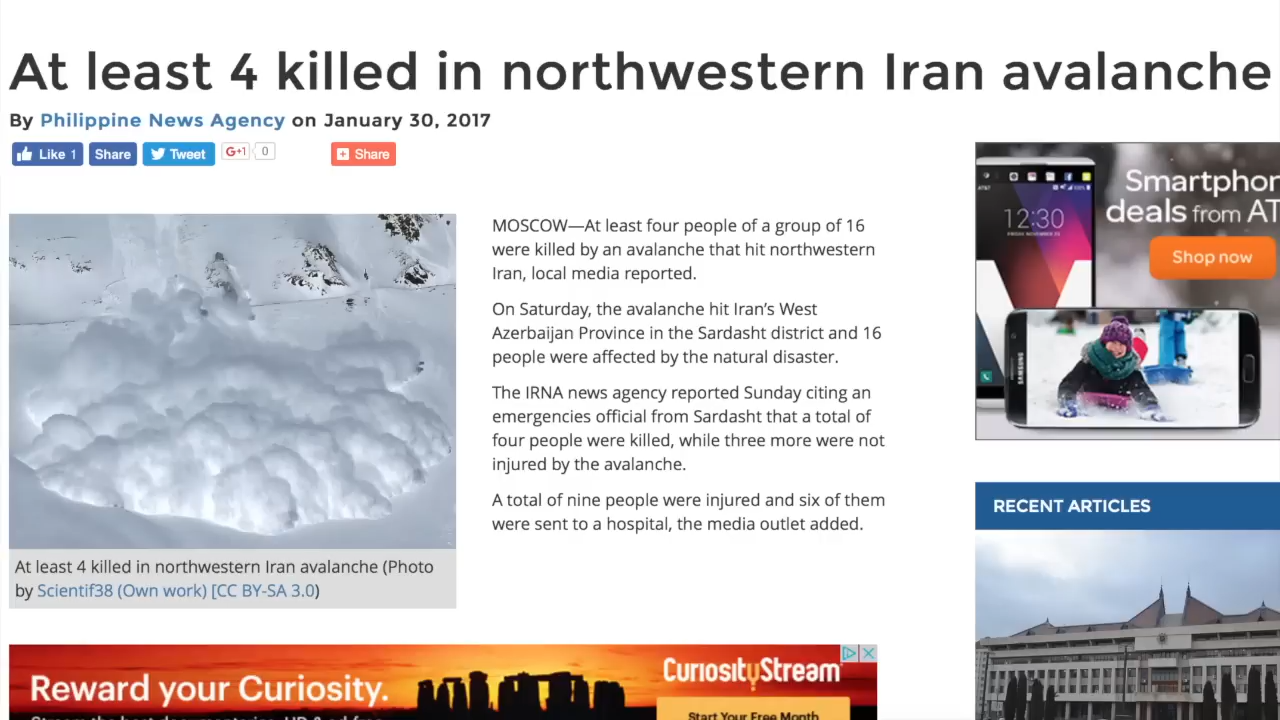 At least 4 killed in northwestern Iran avalanche
By Philippine News Agency on January 30, 2017
Like 1
Share
Tweet
G+1
0
Share
MOSCOW—At least four people of a group of 16
were killed by an avalanche that hit northwestern
Iran, local media reported.
On Saturday, the avalanche hit Iran’s West
Azerbaijan Province in the Sardasht district and 16
people were affected by the natural disaster.
The IRNA news agency reported Sunday citing an
emergencies official from Sardasht that a total of
four people were killed, while three more were not
injured by the avalanche.
A total of nine people were injured and six of them
were sent to a hospital, the media outlet added.
At least 4 killed in northwestern Iran avalanche (Photo
by Scientif38 (Own work) [CC BY-SA 3.0)
Reward your Curiosity.
CuriosityStream
Start Your Free Month
AT&T
12:30
SAMSUNG
Smartphon
deals from AT
Shop now
RECENT ARTICLES